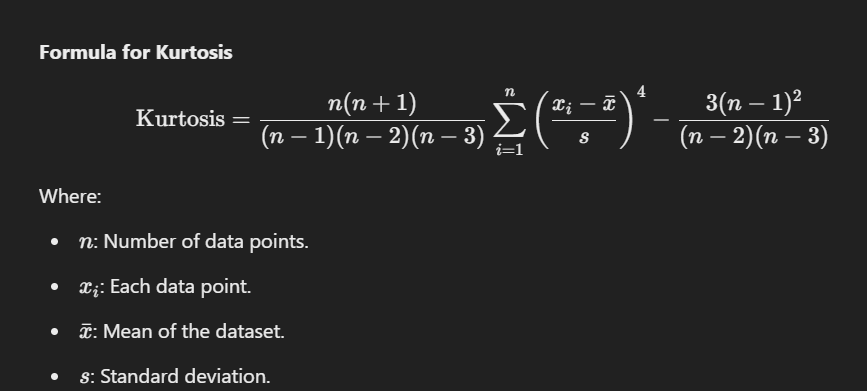 Formula for Kurtosis
Kurtosis = \frac{n(n+1)}{(n-1)(n-2)(n-3)} \sum_{i=1}^{n} \left( \frac{x_i - \bar{x}}{s} \right)^4 - \frac{3(n-1)^2}{(n-2)(n-3)}
Where:
• n: Number of data points.
• x_i: Each data point.
• x̄: Mean of the dataset.
• s: Standard deviation.